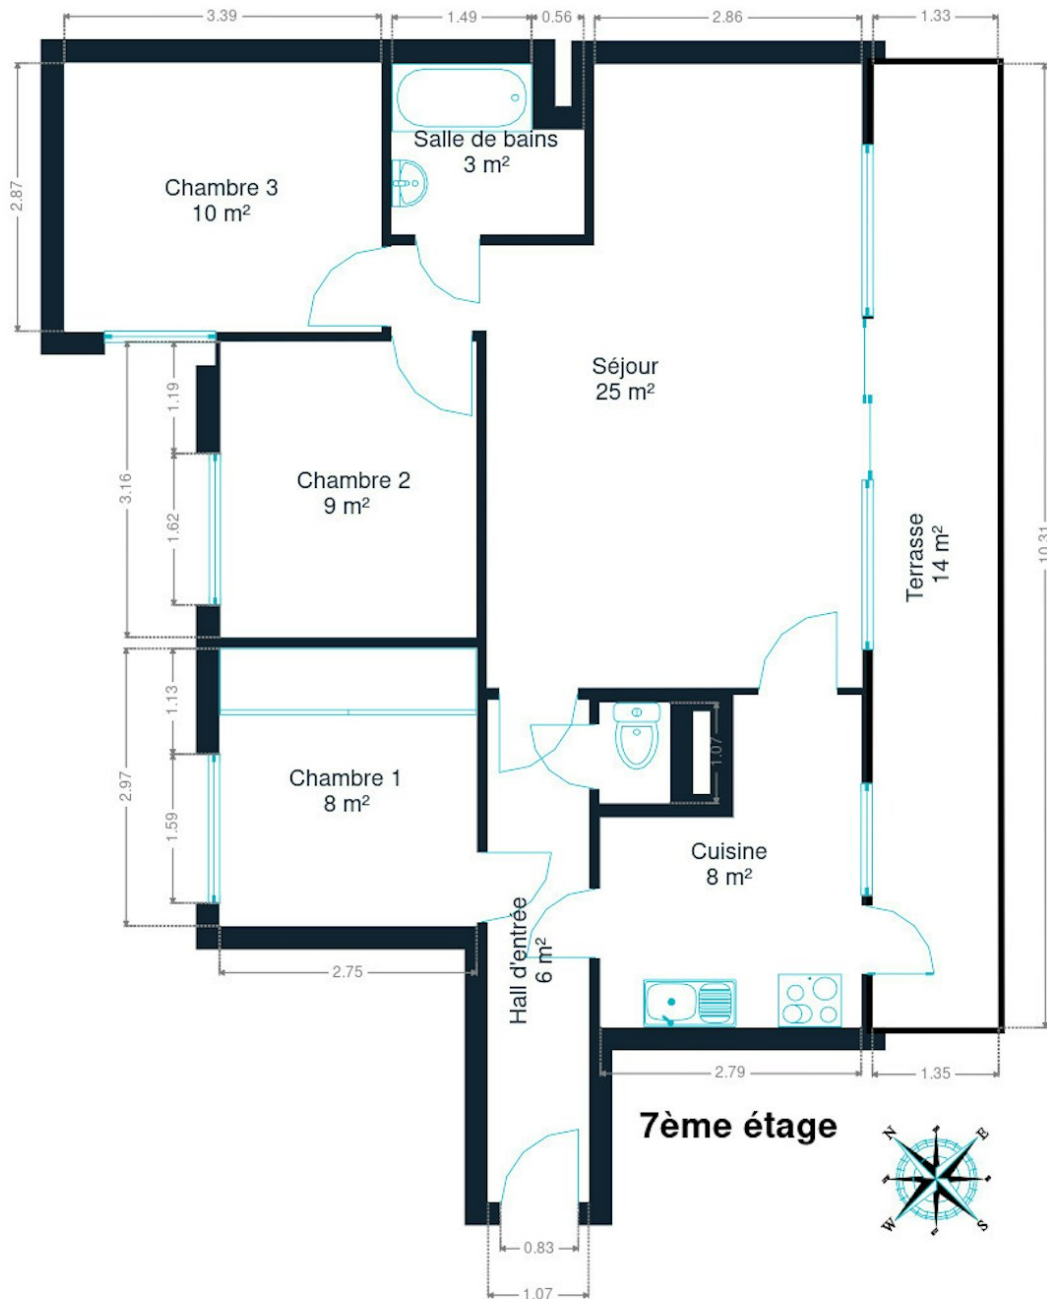 3.39
1.49
0.56
2.86
1.33
2.87
Chambre 3
10 m²
Salle de bains
3 m²
Séjour
25 m²
1.19
3.16
1.62
Chambre 2
9 m²
Terrasse
14 m²
10.31
1.13
2.97
1.59
Chambre 1
8 m²
1.07
Cuisine
8 m²
Hall d'entrée
6 m²
2.75
2.79
1.35
7ème étage
N
E
W
S
0.83
1.07